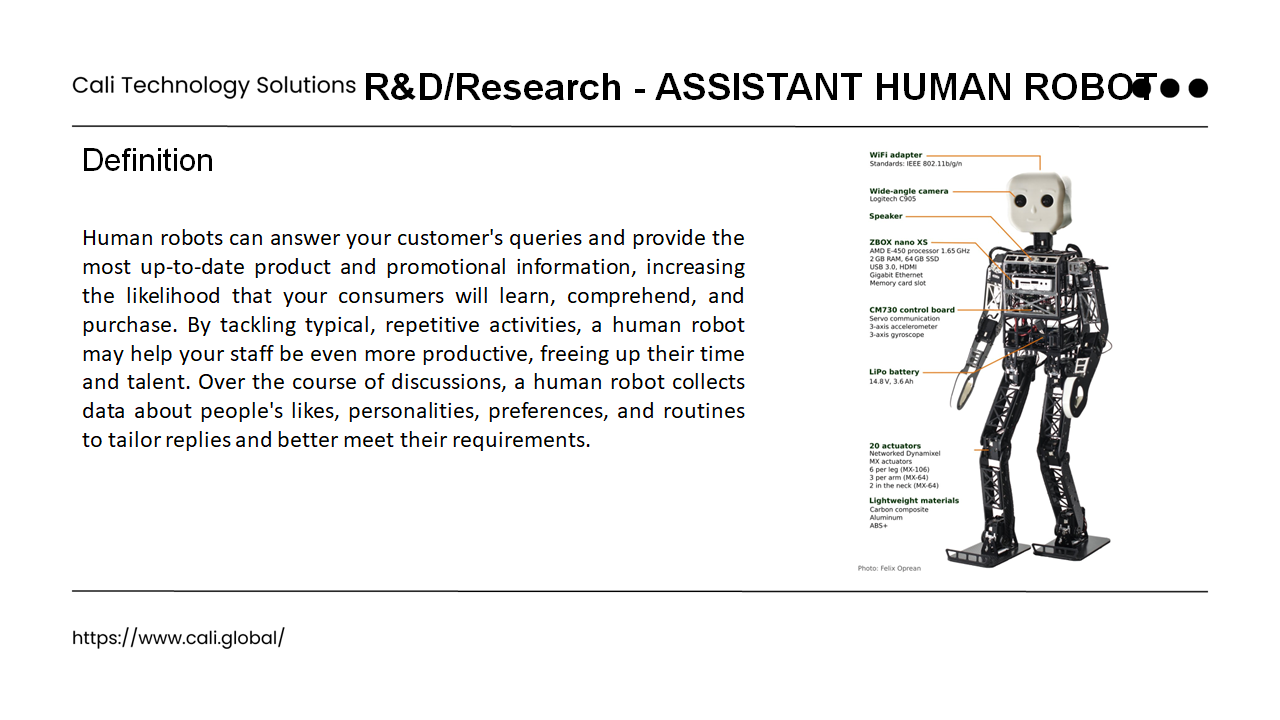 Cali Technology Solutions R&D/Research - ASSISTANT HUMAN ROBOT
Definition
Human robots can answer your customer's queries and provide the
most up-to-date product and promotional information, increasing
the likelihood that your consumers will learn, comprehend, and
purchase. By tackling typical, repetitive activities, a human robot
may help your staff be even more productive, freeing up their time
and talent. Over the course of discussions, a human robot collects
data about people's likes, personalities, preferences, and routines
to tailor replies and better meet their requirements.
WiFi adapter
Standards: IEEE 802.11b/g/n
Wide-angle camera
Logitech C905
Speaker
ZBOX nano XS
AMD E-450 processor 1.65 GHz
2 GB RAM, 64 GB SSD
USB 3.0, HDMI
Gigabit Ethernet
Memory card slot
CM730 control board
Servo communication
3-axis accelerometer
3-axis gyroscope
LiPo battery
14.8 V, 3.6 Ah
20 actuators
Networked Dynamixel
MX actuators
6 per leg (MX-106)
3 per arm (MX-64)
2 in the neck (MX-64)
Lightweight materials
Carbon composite
Aluminum
ABS+
Photo: Felix Oprean
https://www.cali.global/